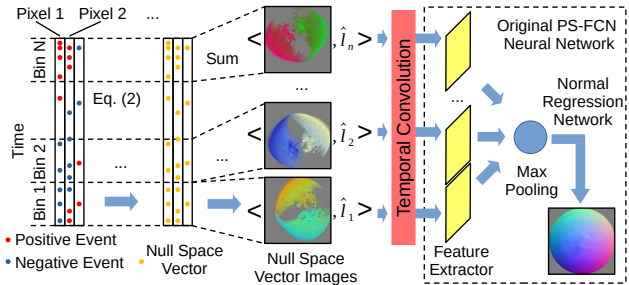 Pixel 1 Pixel 2 ...
Bin N
Sum
< , l̂ₙ >
Original PS-FCN
Neural Network
Eq. (2)
...
...
Normal
Regression
Network
Time
Bin 2
...
...
< , l̂₂ >
Temporal Convolution
Max
Pooling
Bin 1
< , l̂₁ >
Positive Event
Negative Event
Null Space
Vector
Null Space
Vector Images
Feature
Extractor